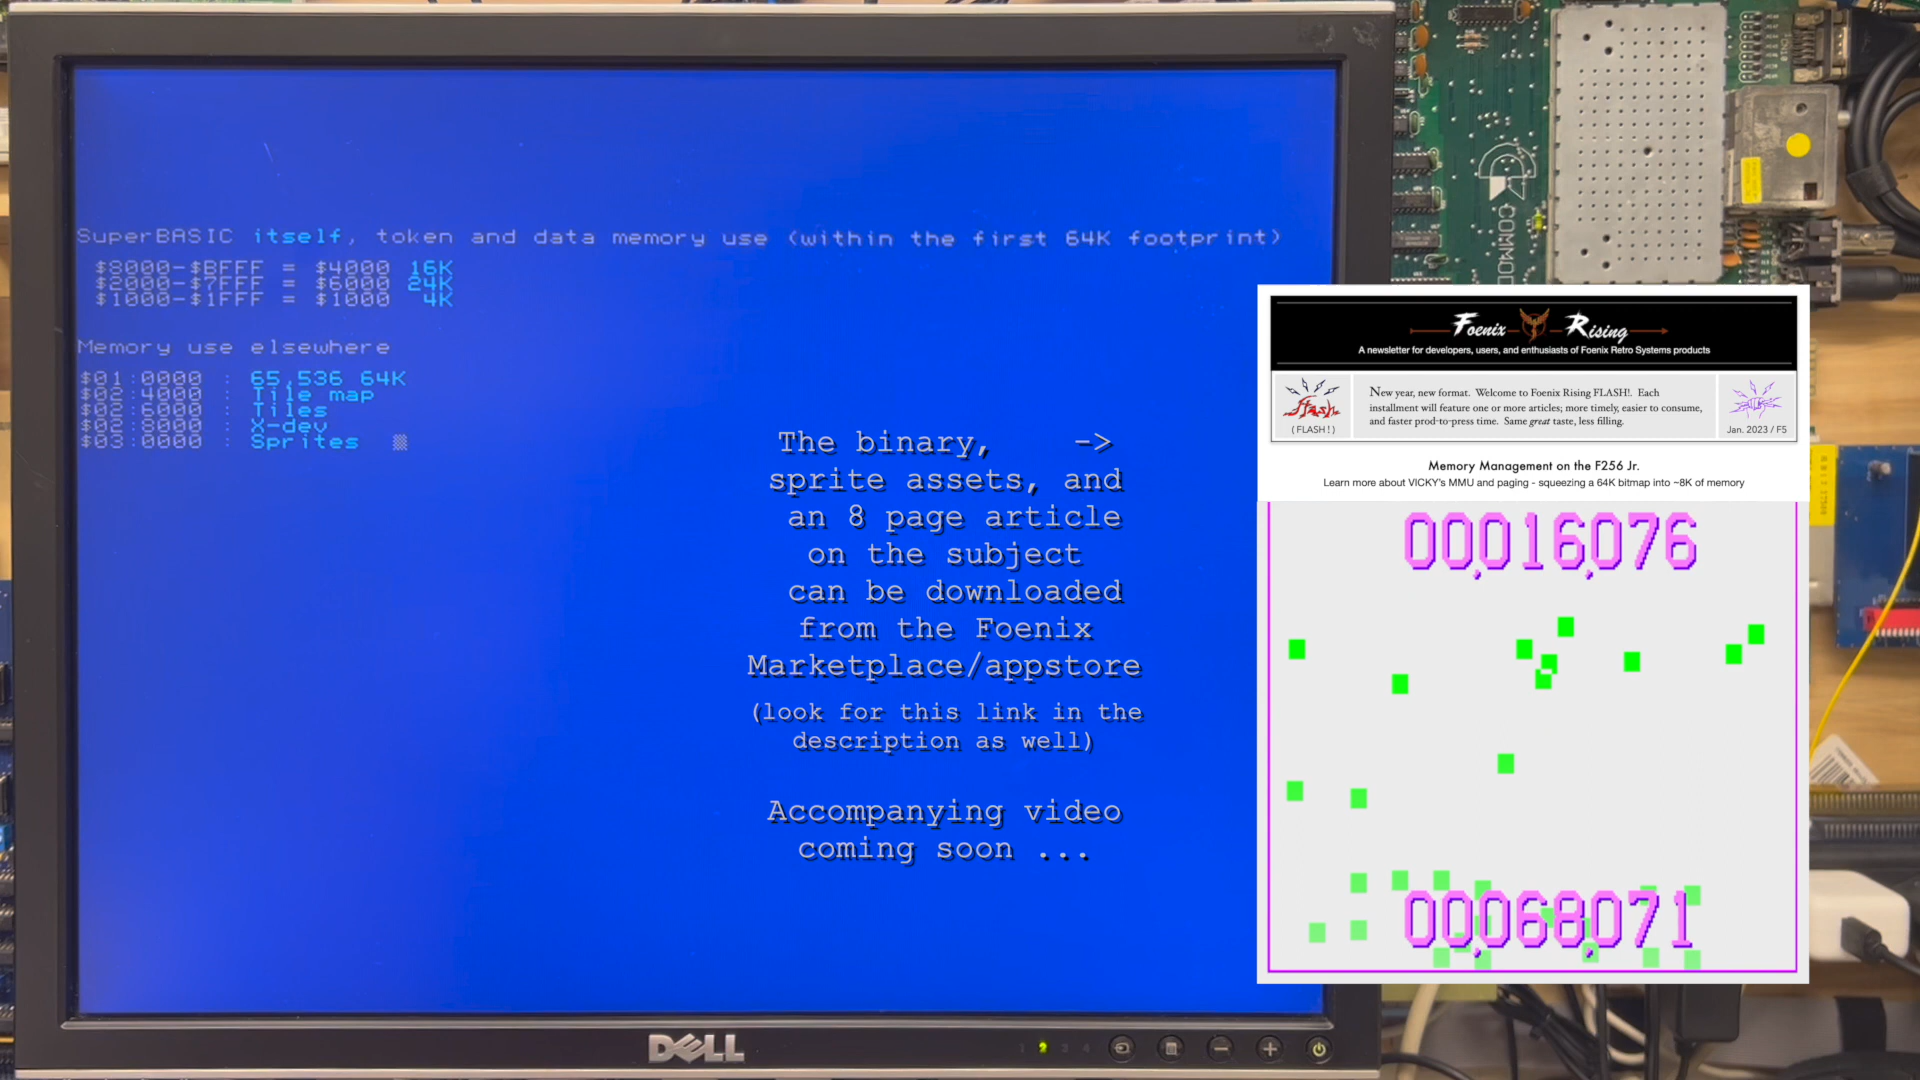 SuperBASIC itself, token and data memory use (within the first 64K footprint)
$8000-$BFFF = $4000 16K
$2000-$7FFF = $6000 24K
$1000-$1FFF = $1000 4K
Memory use elsewhere
$01:0000 : 65,536 64K
$02:4000 : Tile map
$02:6000 : Tiles
$02:8000 : X-dev
$03:0000 : Sprites
The binary, ->
sprite assets, and
an 8 page article
on the subject
can be downloaded
from the Foenix
Marketplace/appstore
(look for this link in the
description as well)
Accompanying video
coming soon ...
Foenix Rising
A newsletter for developers, users, and enthusiasts of Foenix Retro Systems products
flash
(FLASH!)
New year, new format. Welcome to Foenix Rising FLASH!. Each
installment will feature one or more articles; more timely, easier to consume,
and faster prod-to-press time. Same great taste, less filling.
Jan. 2023 / F5
Memory Management on the F256 Jr.
Learn more about VICKY's MMU and paging - squeezing a 64K bitmap into ~8K of memory
00,016,076
00,068,071
DELL
COMMOD